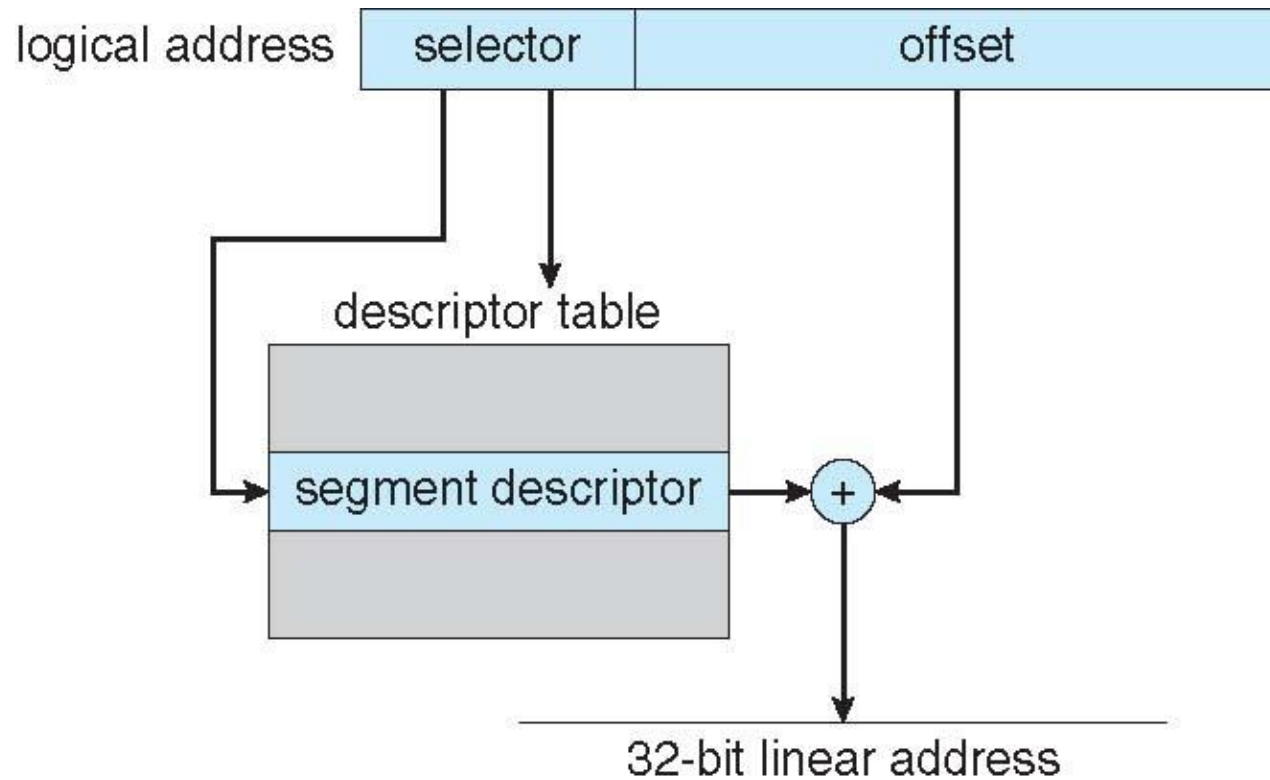 logical address selector offset
descriptor table
segment descriptor +
32-bit linear address